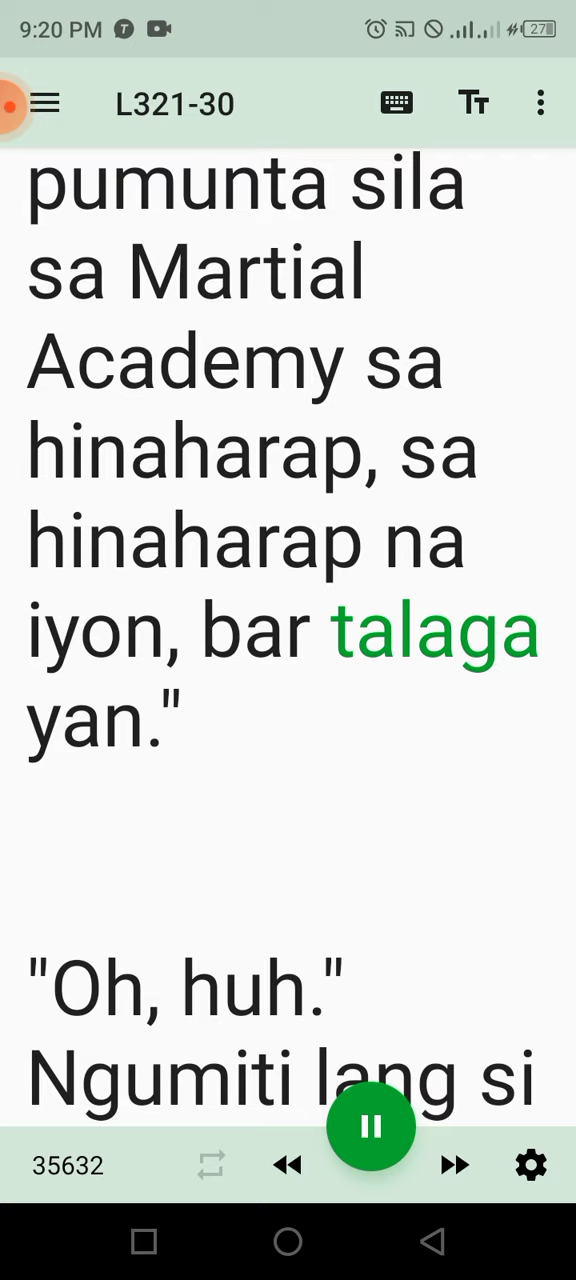 9:20 PM
27
L321-30
pumunta sila
sa Martial
Academy sa
hinaharap, sa
hinaharap na
iyon, bar talaga
yan."
"Oh, huh."
Ngumiti lang si
35632